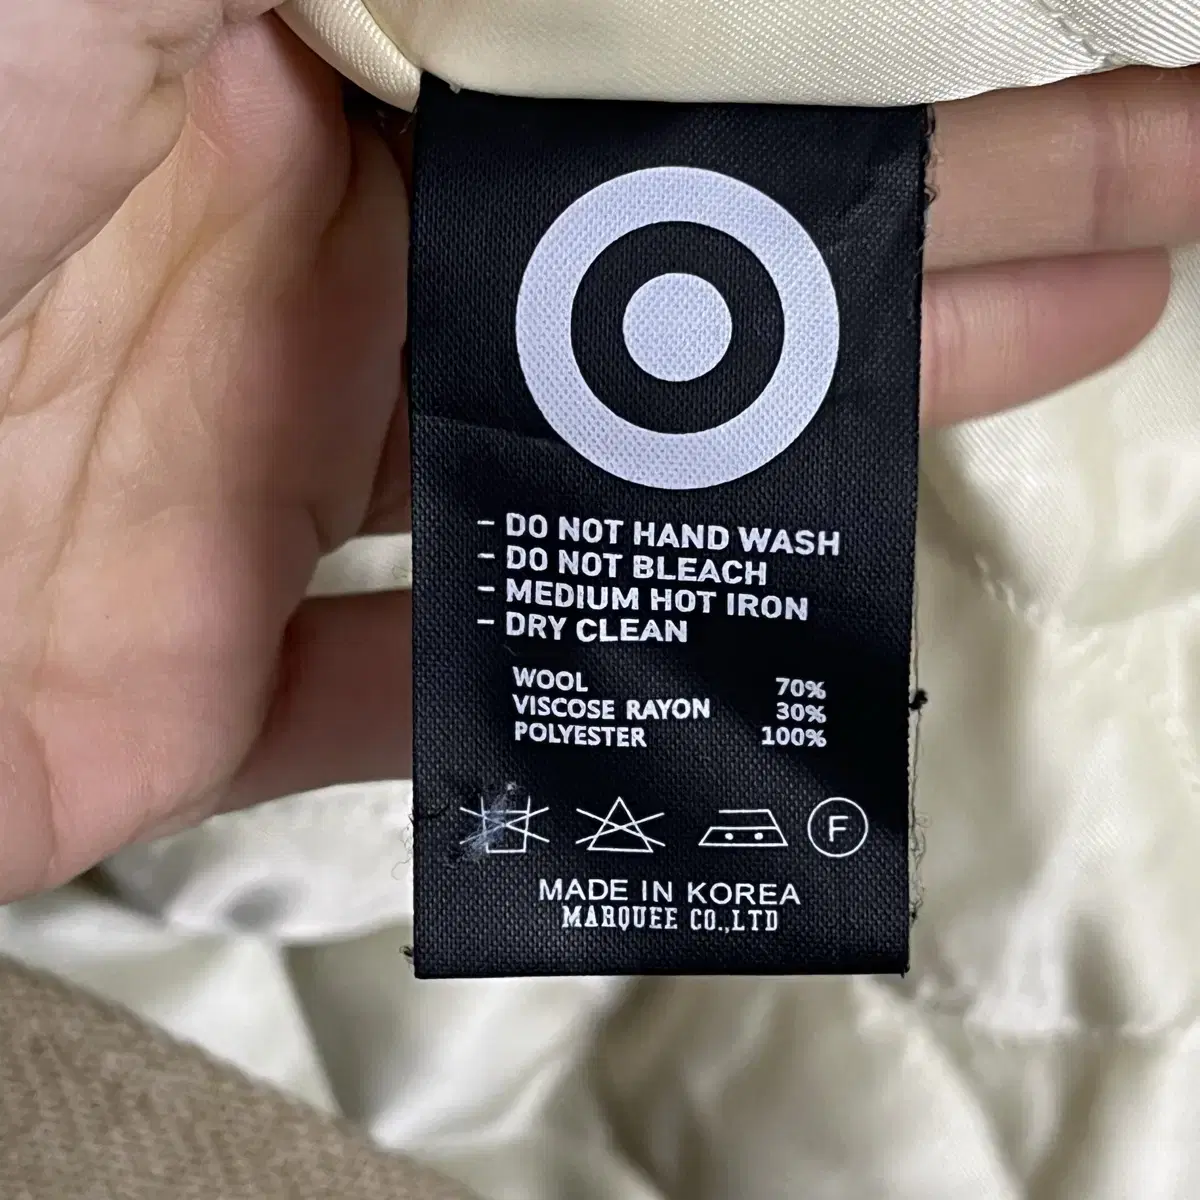 - DO NOT HAND WASH
- DO NOT BLEACH
- MEDIUM HOT IRON
- DRY CLEAN
WOOL 70%
VISCOSE RAYON 30%
POLYESTER 100%
F
MADE IN KOREA
MARQUEE CO.,LTD